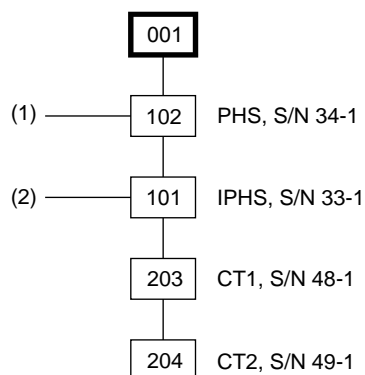 001
(1) 102 PHS, S/N 34-1
(2) 101 IPHS, S/N 33-1
203 CT1, S/N 48-1
204 CT2, S/N 49-1